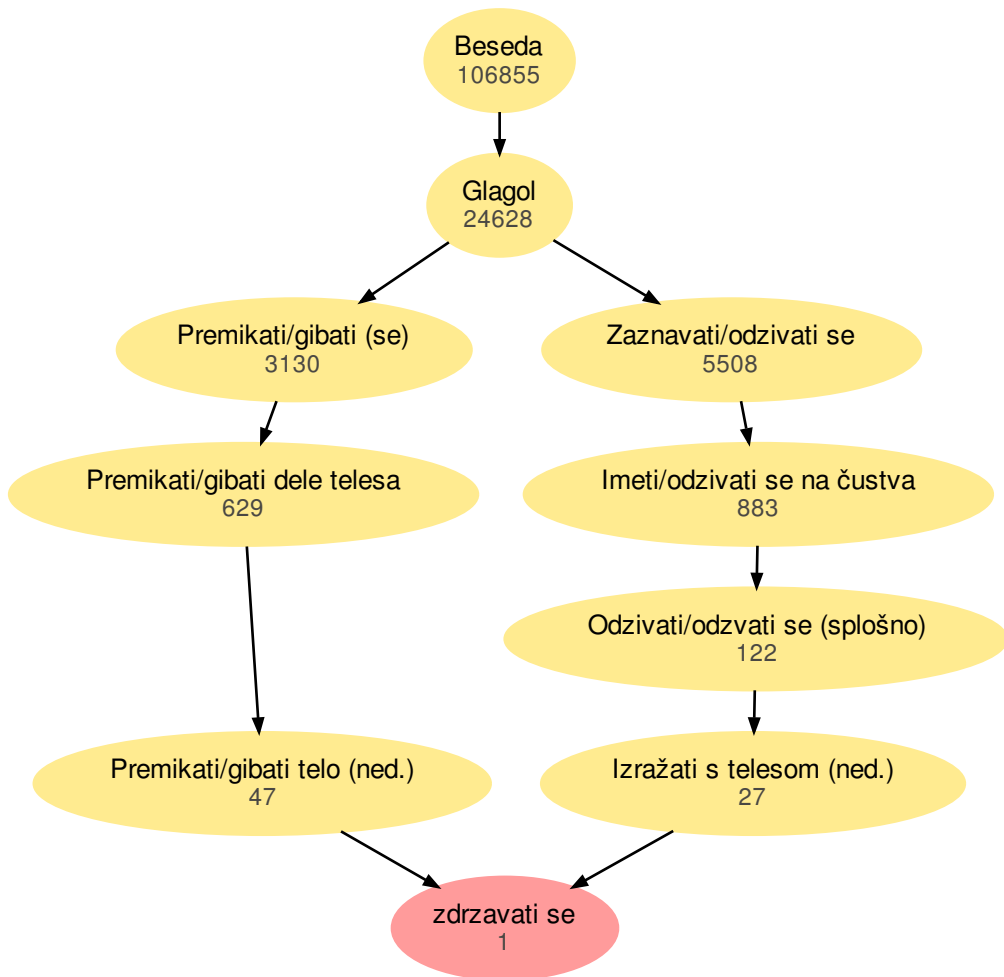 Beseda
106855
Glagol
24628
Premikati/gibati (se)
3130
Zaznavati/odzivati se
5508
Premikati/gibati dele telesa
629
Imeti/odzivati se na čustva
883
Odzivati/odzvati se (splošno)
122
Premikati/gibati telo (ned.)
47
Izražati s telesom (ned.)
27
zdrzavati se
1